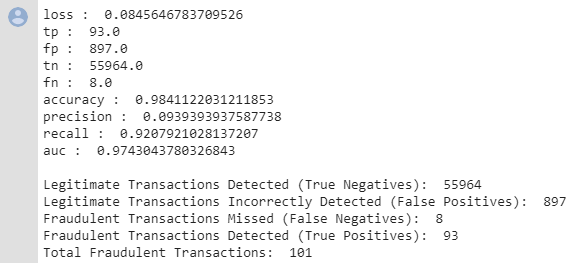 loss :  0.0845646783709526
tp :  93.0
fp :  897.0
tn :  55964.0
fn :  8.0
accuracy :  0.9841122031211853
precision :  0.0939393937587738
recall :  0.9207921028137207
auc :  0.9743043780326843

Legitimate Transactions Detected (True Negatives):  55964
Legitimate Transactions Incorrectly Detected (False Positives):  897
Fraudulent Transactions Missed (False Negatives):  8
Fraudulent Transactions Detected (True Positives):  93
Total Fraudulent Transactions:  101